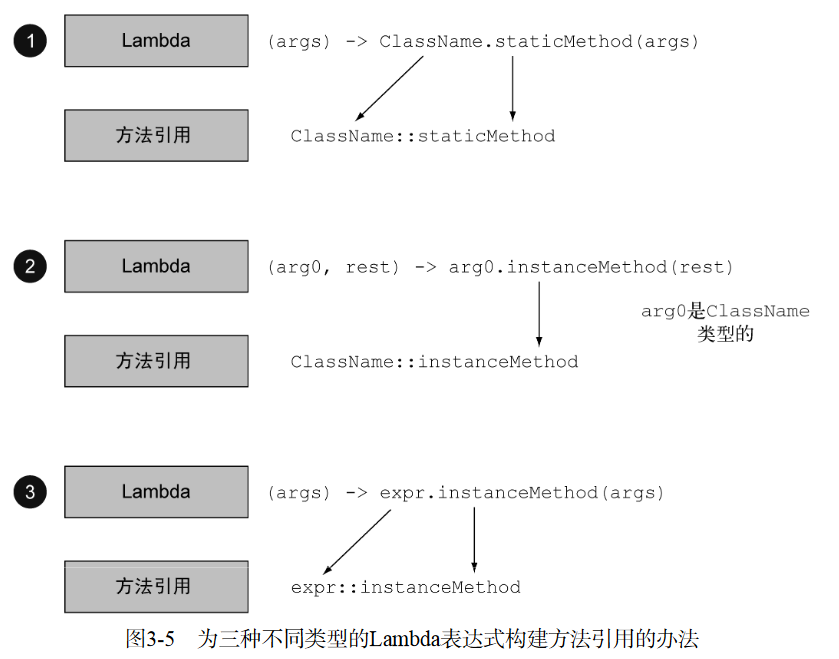 1 Lambda (args) -> ClassName.staticMethod(args)
方法引用 ClassName::staticMethod
2 Lambda (arg0, rest) -> arg0.instanceMethod(rest)
arg0是ClassName
类型的
方法引用 ClassName::instanceMethod
3 Lambda (args) -> expr.instanceMethod(args)
方法引用 expr::instanceMethod
图3-5 为三种不同类型的Lambda表达式构建方法引用的办法